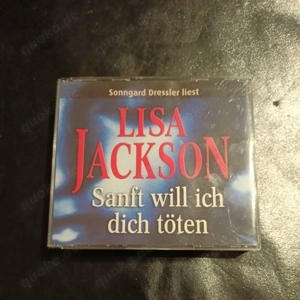 Sonngard Dressler liest
LISA
JACKSON
Sanft will ich
dich töten